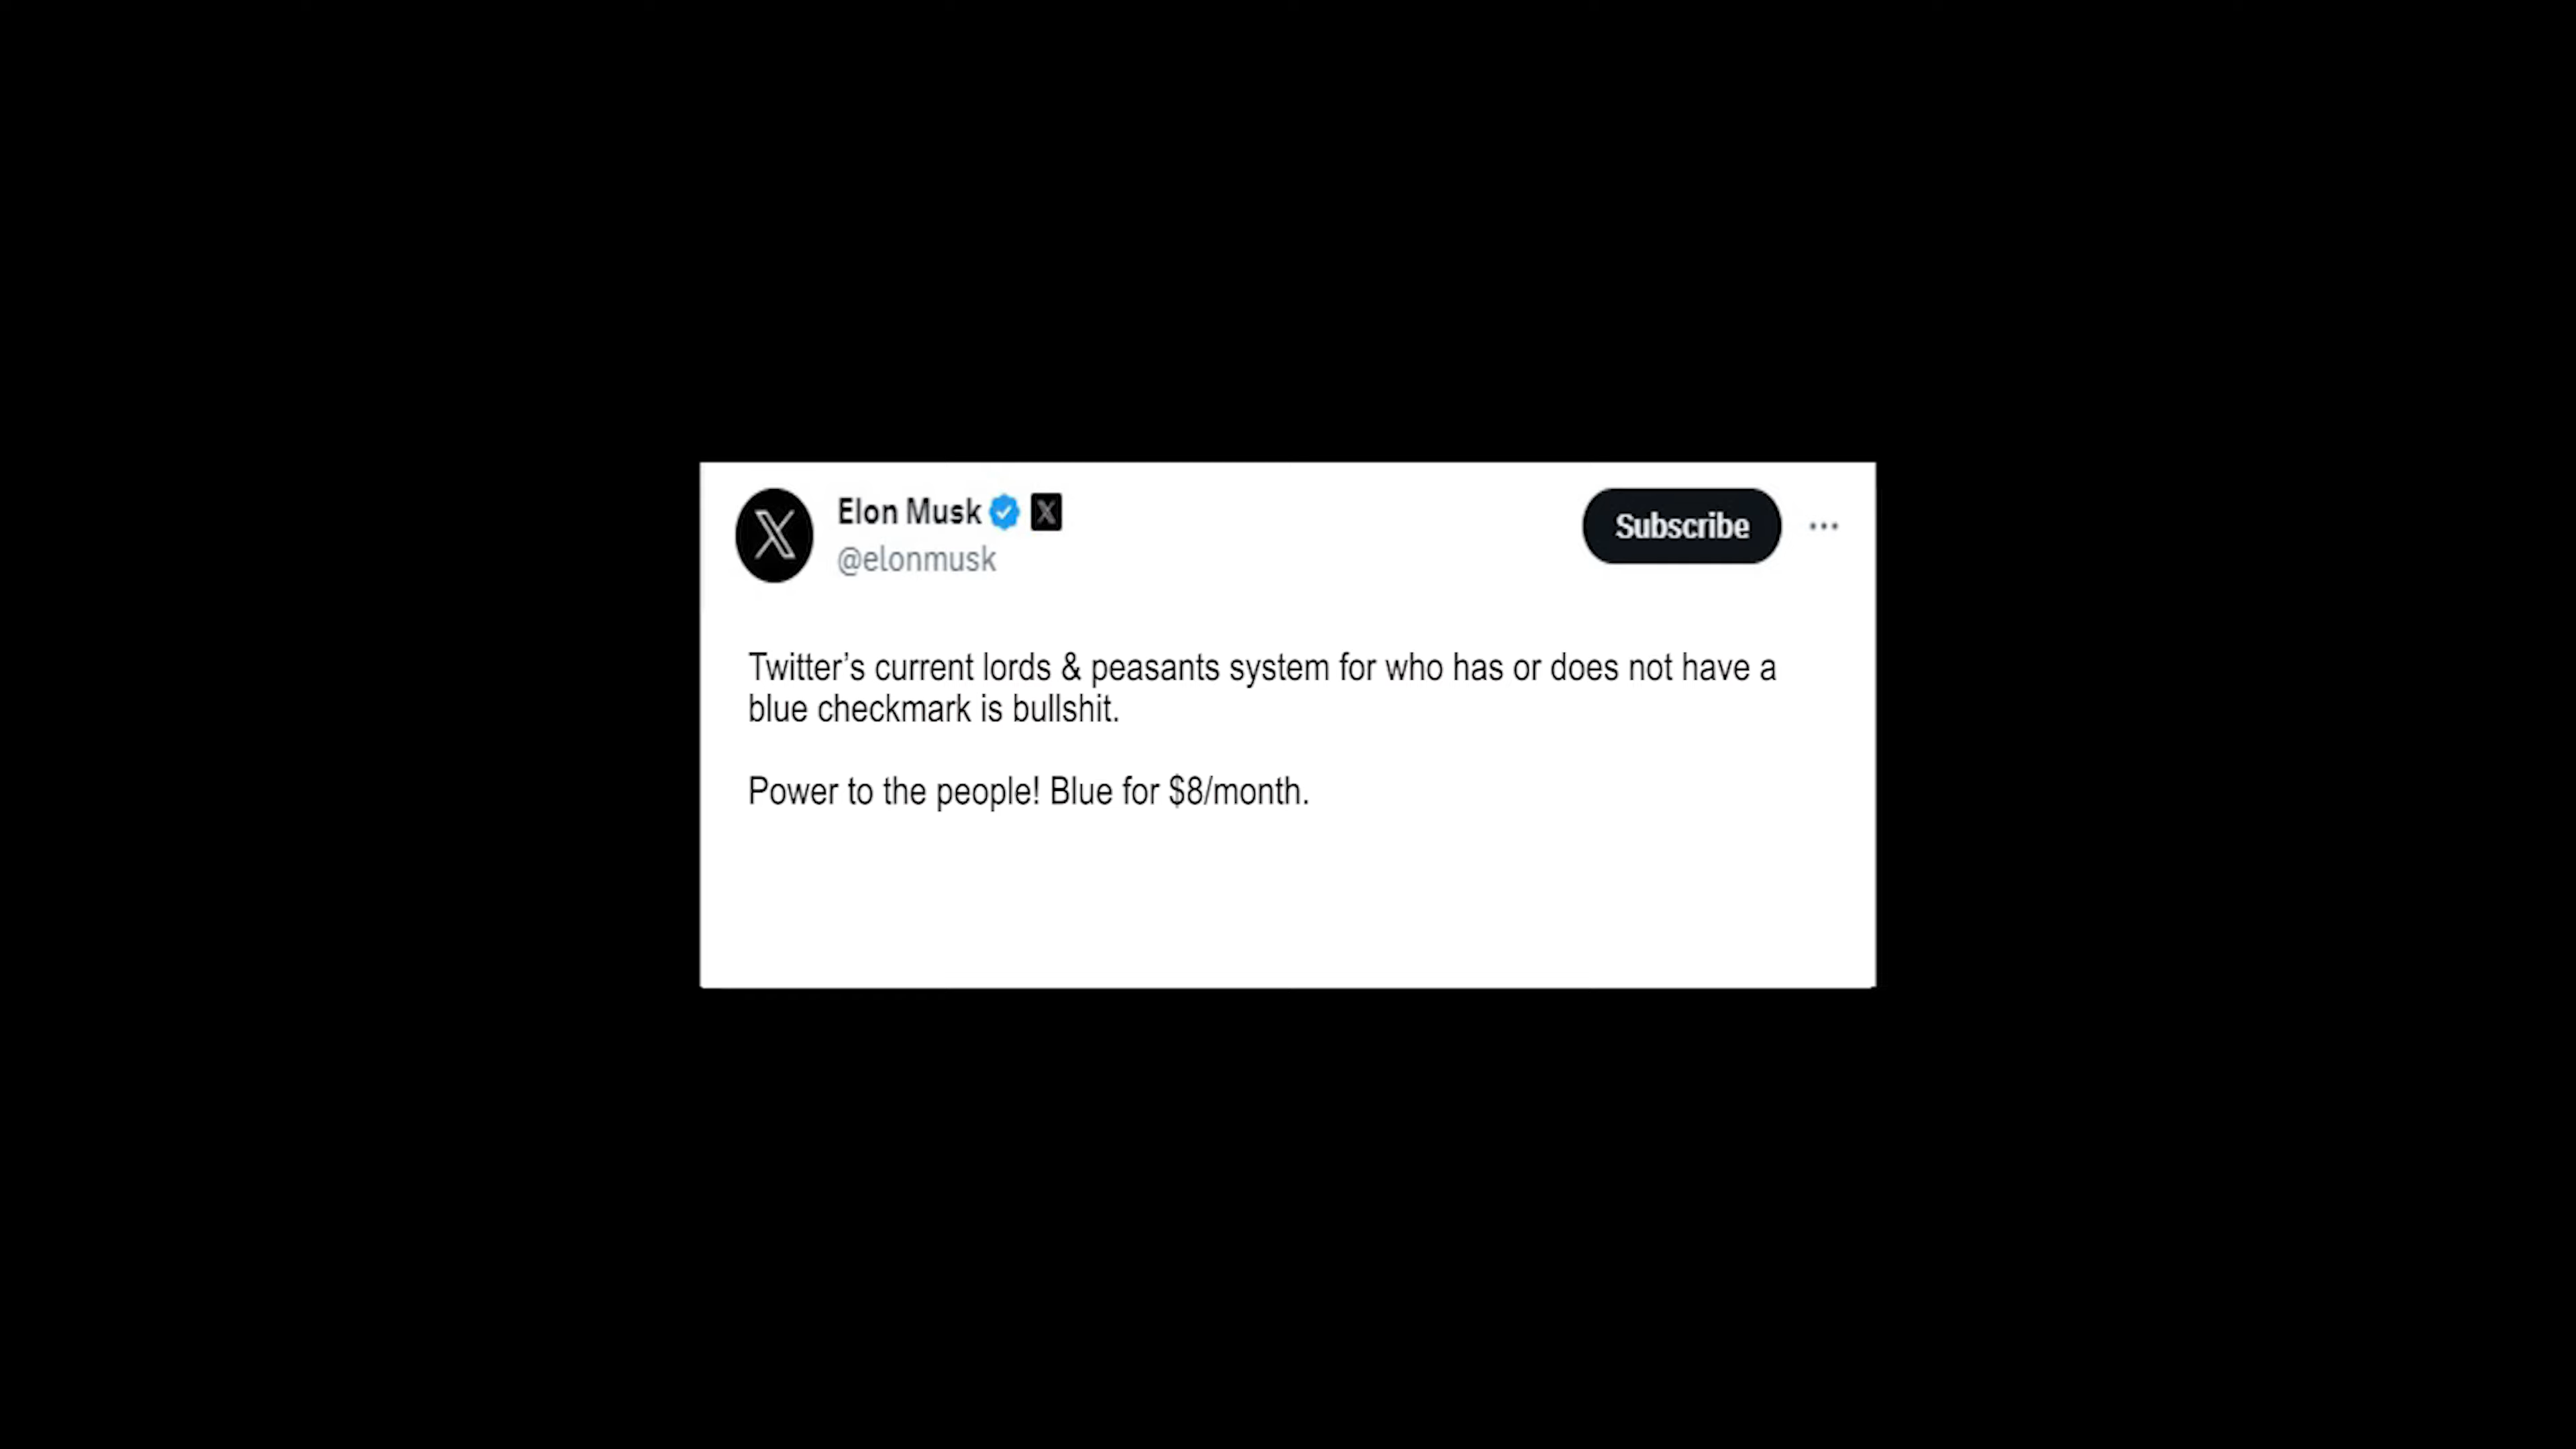 Elon Musk
@elonmusk
Subscribe
Twitter’s current lords & peasants system for who has or does not have a
blue checkmark is bullshit.
Power to the people! Blue for $8/month.